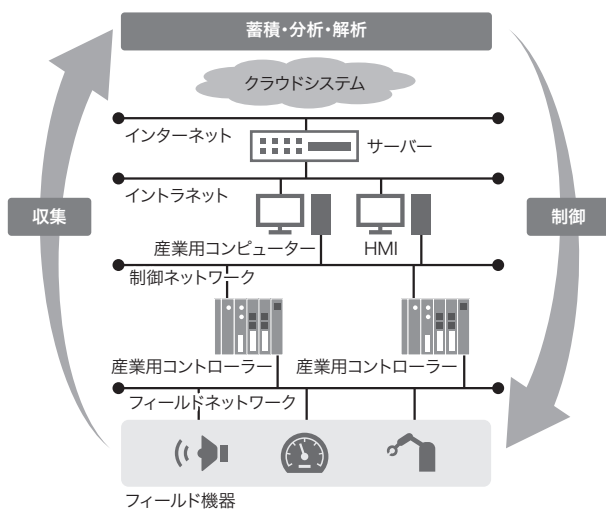 蓄積・分析・解析
クラウドシステム
インターネット
サーバー
イントラネット
収集
制御
産業用コンピューター
HMI
制御ネットワーク
産業用コントローラー
産業用コントローラー
フィールドネットワーク
フィールド機器